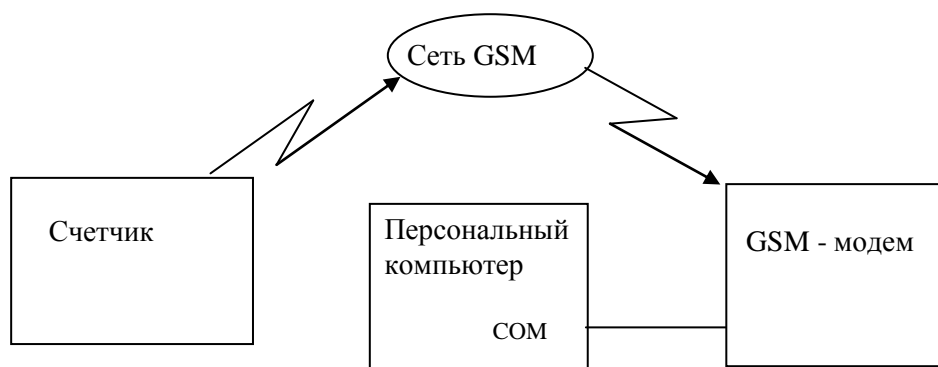 Сеть GSM
Счетчик
Персональный
компьютер
COM
GSM - модем